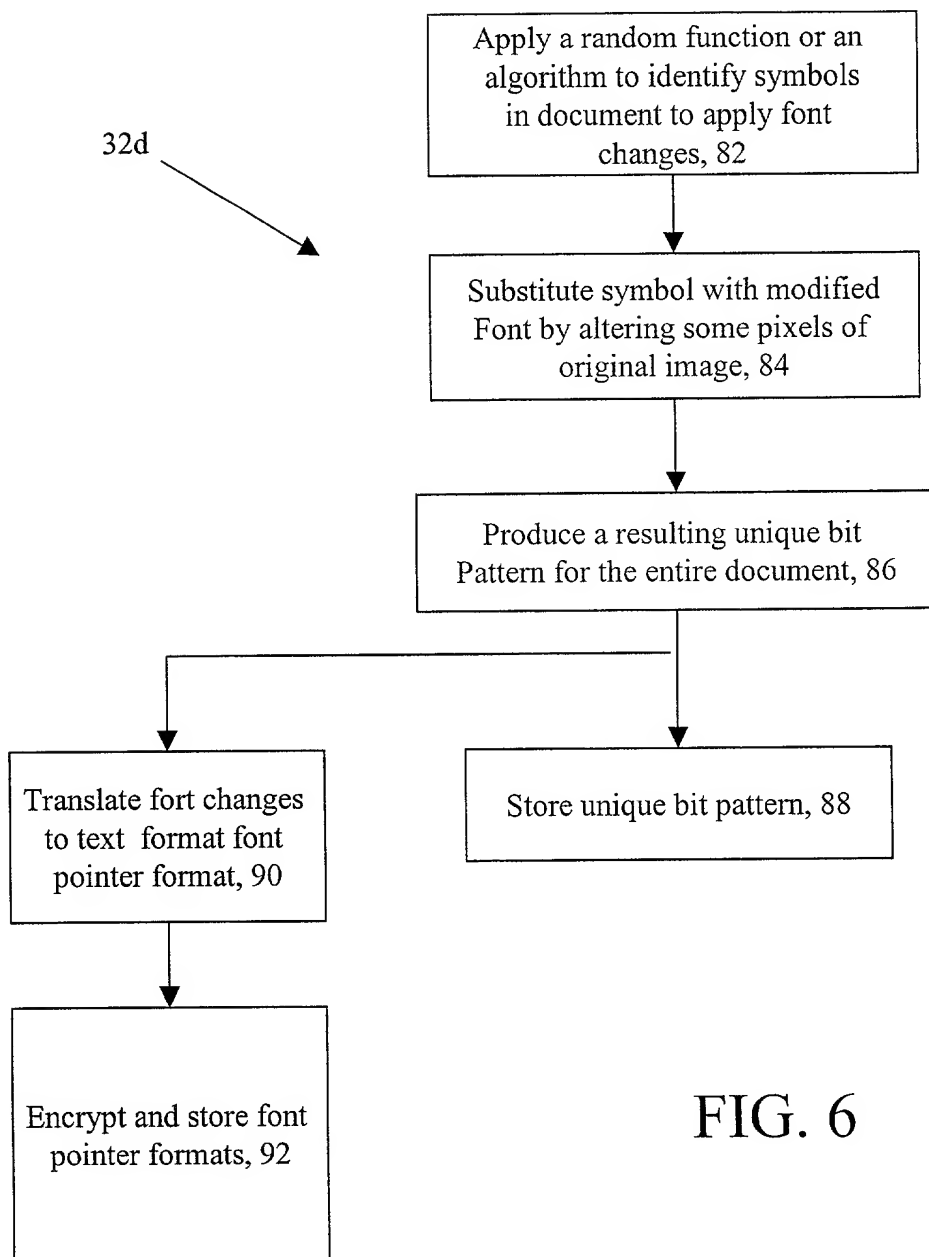 Apply a random function or an
algorithm to identify symbols
in document to apply font
changes, 82
32d
Substitute symbol with modified
Font by altering some pixels of
original image, 84
Produce a resulting unique bit
Pattern for the entire document, 86
Translate fort changes
to text format font
pointer format, 90
Store unique bit pattern, 88
Encrypt and store font
pointer formats, 92
FIG. 6